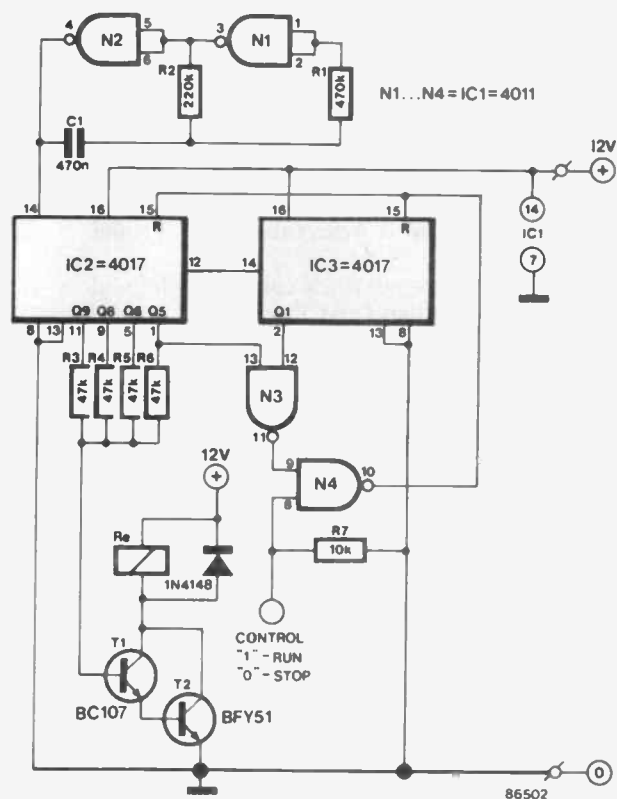 4
N2
5
6
3
N1
1
2
R2
220k
R1
470k
N1...N4 = IC1 = 4011
C1
470n
12V
+
14
16
15
R
16
15
R
14
IC1
7
IC2 = 4017
12
14
IC3 = 4017
Q9 Q8 Q6 Q5
Q1
8
13
11
9
5
1
2
13
8
R3
R4
R5
R6
47k
47k
47k
47k
13
12
N3
11
9
8
N4
10
12V
+
R7
10k
Re
1N4148
CONTROL
"1" - RUN
"0" - STOP
T1
BC107
T2
BFY51
0
86502